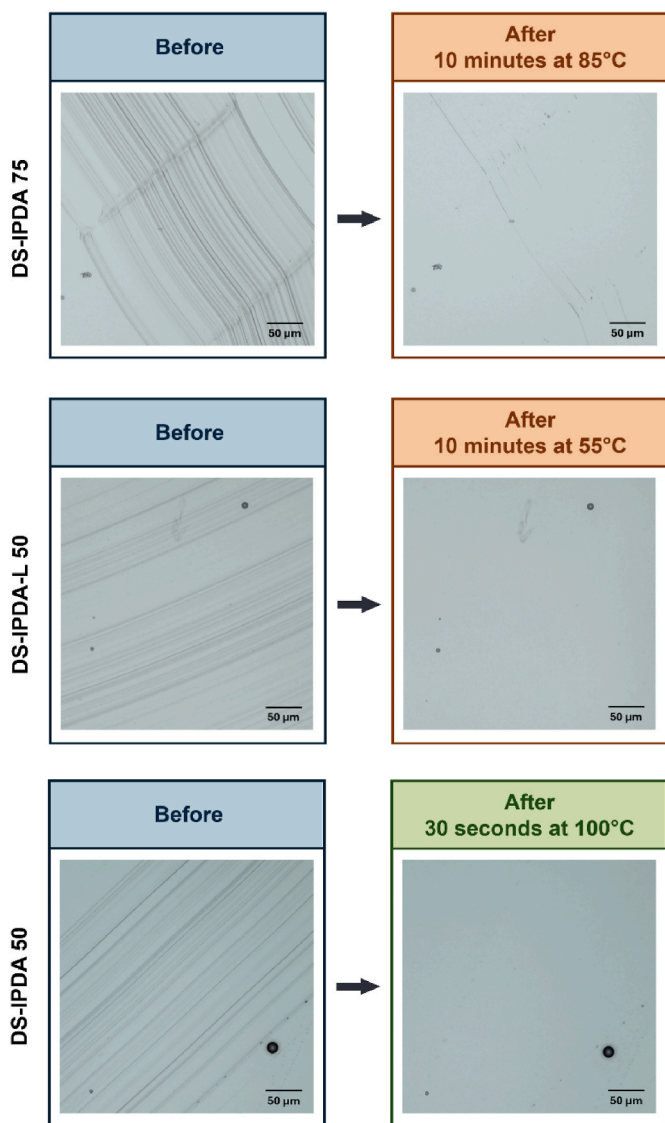 Before
After
10 minutes at 85°C
DS-IPDA 75
50 µm
50 µm
Before
After
10 minutes at 55°C
DS-IPDA-L 50
50 µm
50 µm
Before
After
30 seconds at 100°C
DS-IPDA 50
50 µm
50 µm